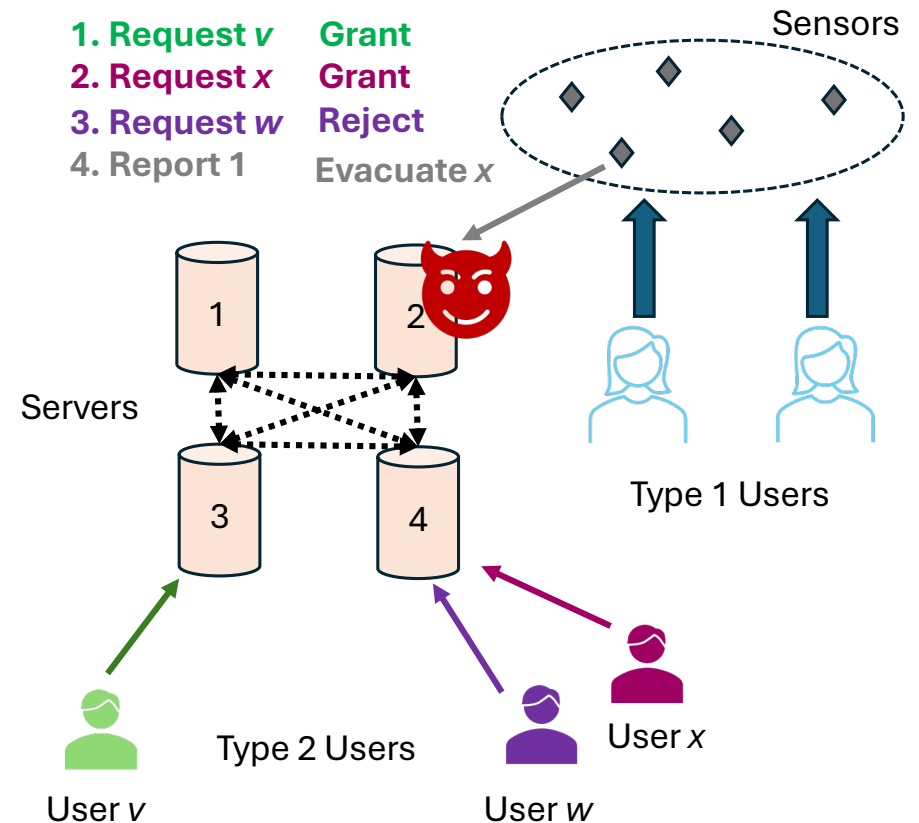 Sensors
1. Request v Grant
2. Request x Grant
3. Request w Reject
4. Report 1 Evacuate x
1
2
Servers
3
4
Type 1 Users
User x
Type 2 Users
User v
User w